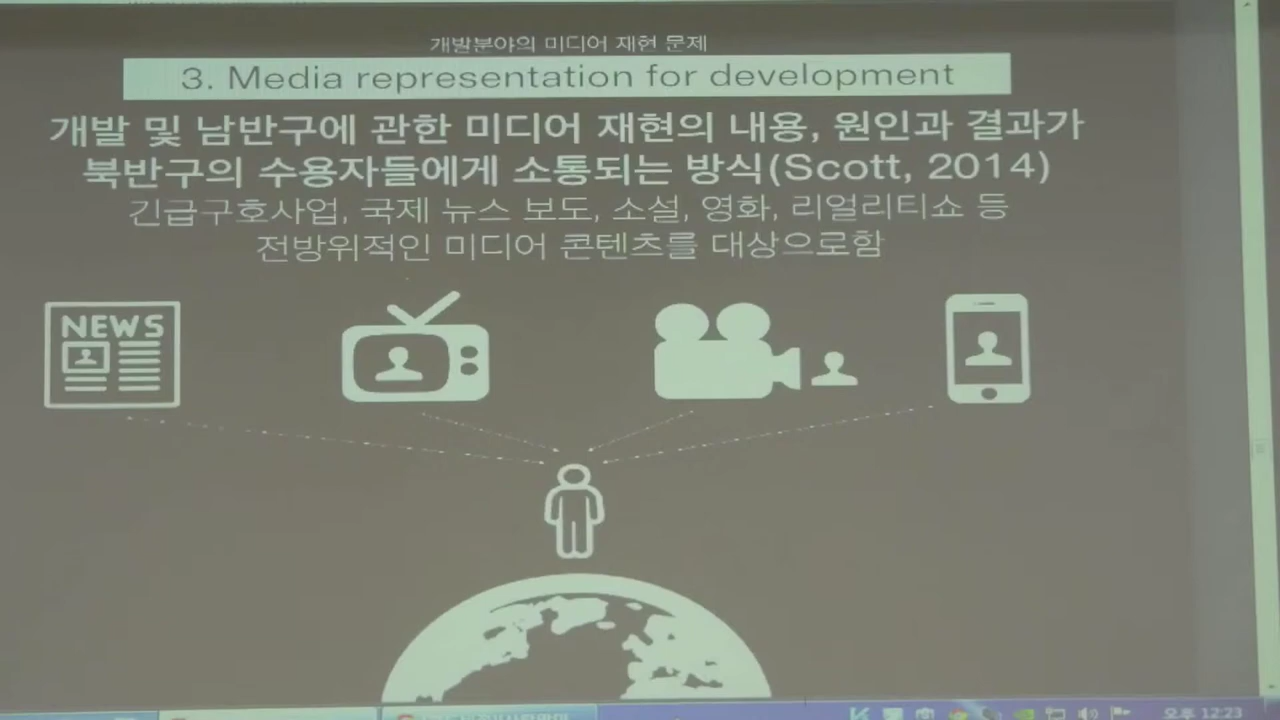 개발분야의 미디어 재현 문제
3. Media representation for development
개발 및 남반구에 관한 미디어 재현의 내용, 원인과 결과가
북반구의 수용자들에게 소통되는 방식(Scott, 2014)
긴급구호사업, 국제 뉴스 보도, 소설, 영화, 리얼리티쇼 등
전방위적인 미디어 콘텐츠를 대상으로함
NEWS
오후 12:23